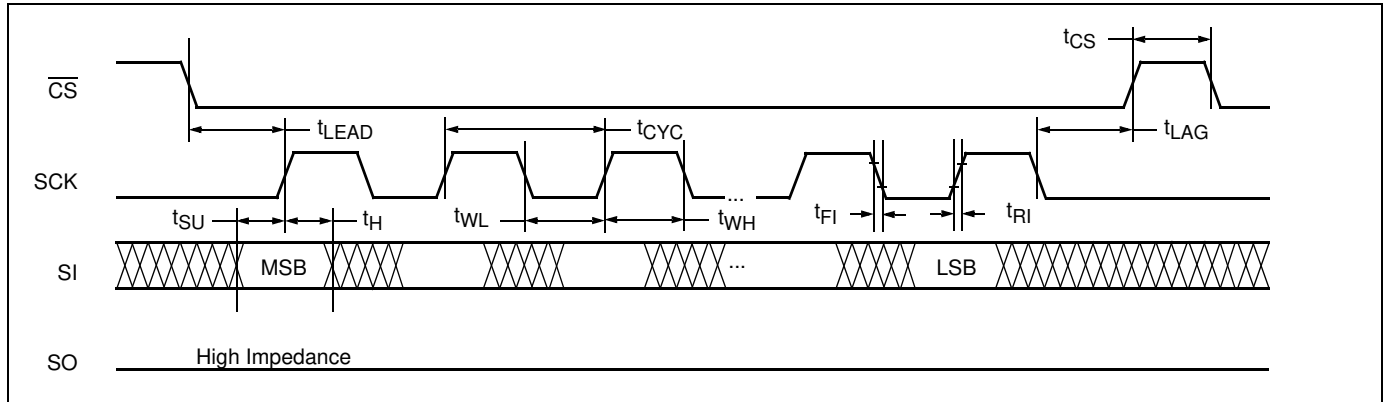 tCS
CS
tLEAD
tCYC
tLAG
SCK
...
tSU
tH
tWL
tWH
tFI
tRI
SI
MSB
...
LSB
SO
High Impedance